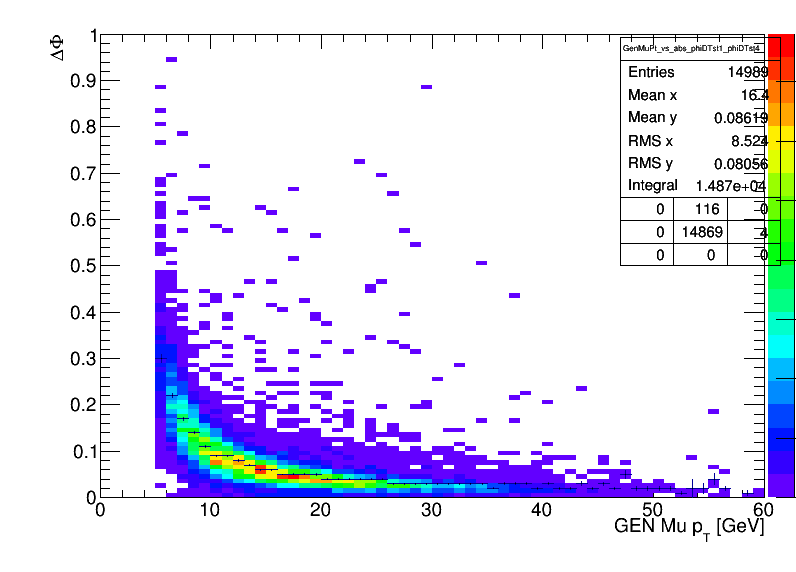 ΔΦ
1
0.9
0.8
0.7
0.6
0.5
0.4
0.3
0.2
0.1
0
0 10 20 30 40 50 60
GEN Mu pT [GeV]
GenMuPt_vs_abs_phiDTst1_phiDTst4
Entries 14989
Mean x 16.4
Mean y 0.08619
RMS x 8.524
RMS y 0.08056
Integral 1.487e+04
0 116 0
0 14869 4
0 0 0